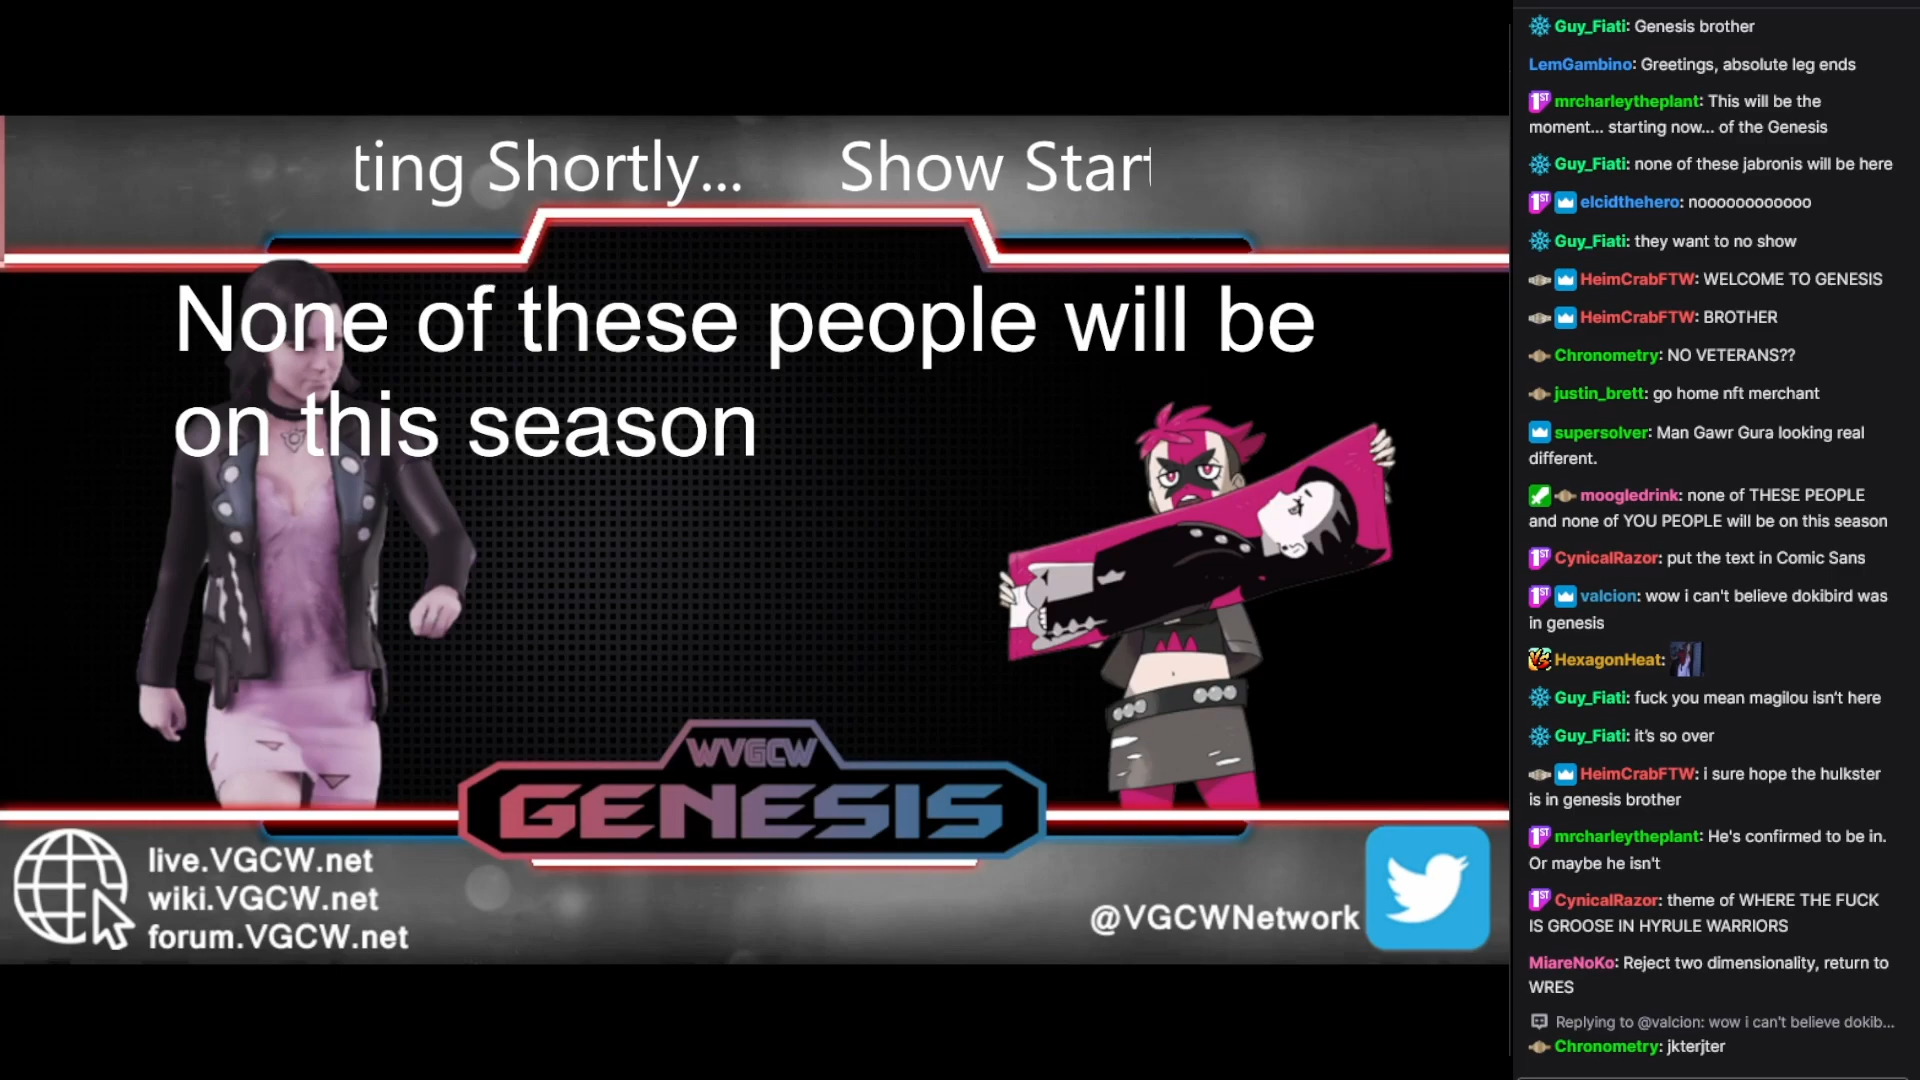 ting Shortly... Show Start
None of these people will be
on this season
WVGCW
GENESIS
live.VGCW.net
wiki.VGCW.net
forum.VGCW.net
@VGCWNetwork
Guy_Fiati: Genesis brother
LemGambino: Greetings, absolute leg ends
1ST mrcharleytheplant: This will be the
moment... starting now... of the Genesis
Guy_Fiati: none of these jabronis will be here
1ST elcidthehero: noooooooooooo
Guy_Fiati: they want to no show
HeimCrabFTW: WELCOME TO GENESIS
HeimCrabFTW: BROTHER
Chronometry: NO VETERANS??
justin_brett: go home nft merchant
supersolver: Man Gawr Gura looking real
different.
moogledrink: none of THESE PEOPLE
and none of YOU PEOPLE will be on this season
1ST CynicalRazor: put the text in Comic Sans
1ST valcion: wow i can't believe dokibird was
in genesis
HexagonHeat:
Guy_Fiati: fuck you mean magilou isn't here
Guy_Fiati: it's so over
HeimCrabFTW: i sure hope the hulkster
is in genesis brother
1ST mrcharleytheplant: He's confirmed to be in.
Or maybe he isn't
1ST CynicalRazor: theme of WHERE THE FUCK
IS GROOSE IN HYRULE WARRIORS
MiareNoKo: Reject two dimensionality, return to
WRES
Replying to @valcion: wow i can't believe dokib...
Chronometry: jkterjter